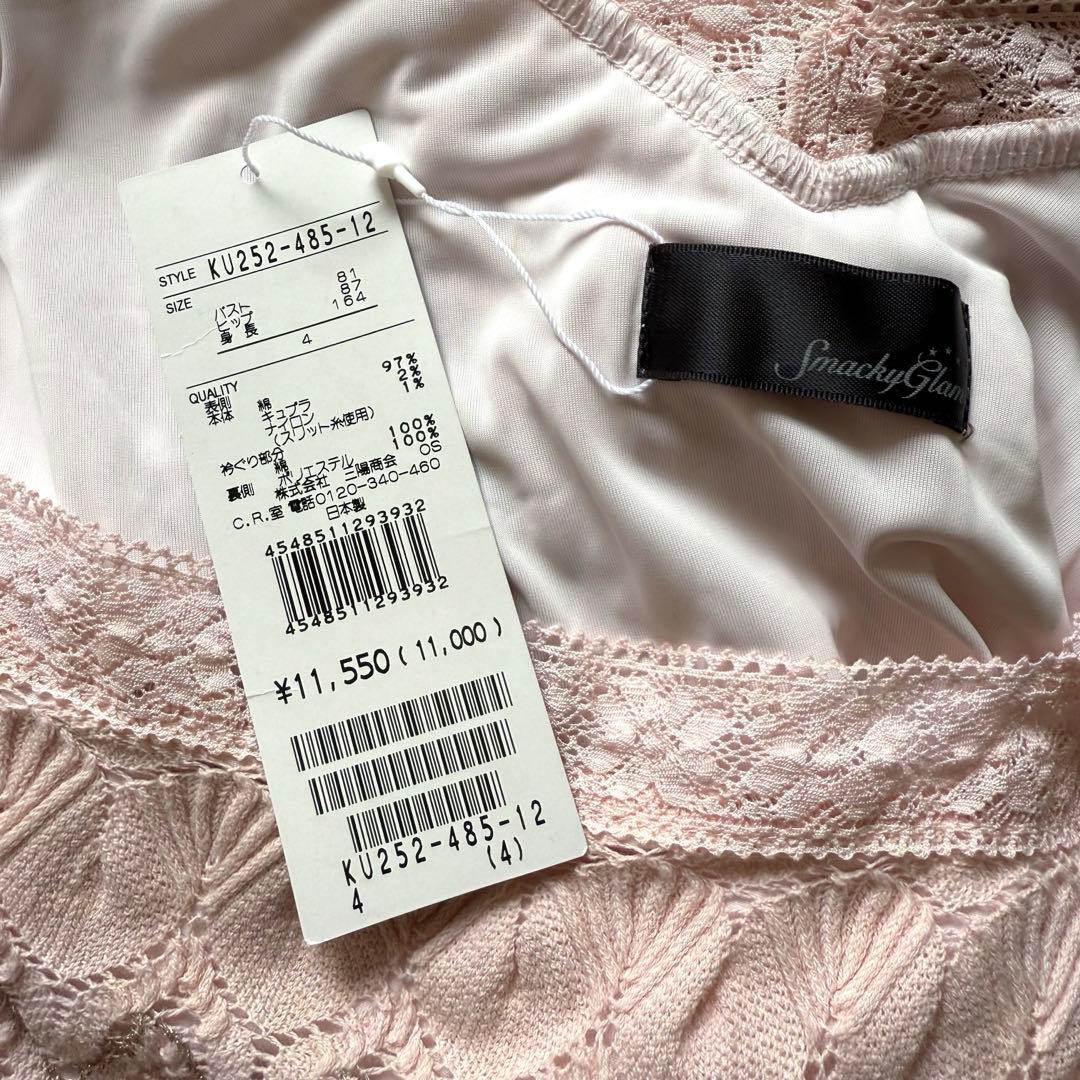 STYLE KU252-485-12
SIZE
バスト 81
ヒップ 87
身長 164
4
QUALITY
表側 綿 97%
本体 キュプラ 2%
ナイロン 1%
(スリット糸使用)
衿ぐり部分
綿 100%
裏側 ポリエステル 100%
株式会社 三陽商会 OS
C.R.室 電話0120-340-460
日本製
4548511293932
4548511293932
¥11,550(11,000)
KU252-485-12
4 (4)
SmackyGlam